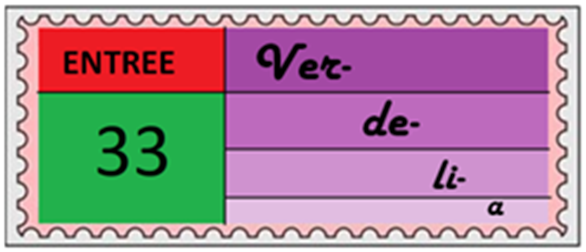 ENTREE
33
Ver-
de-
li-
a